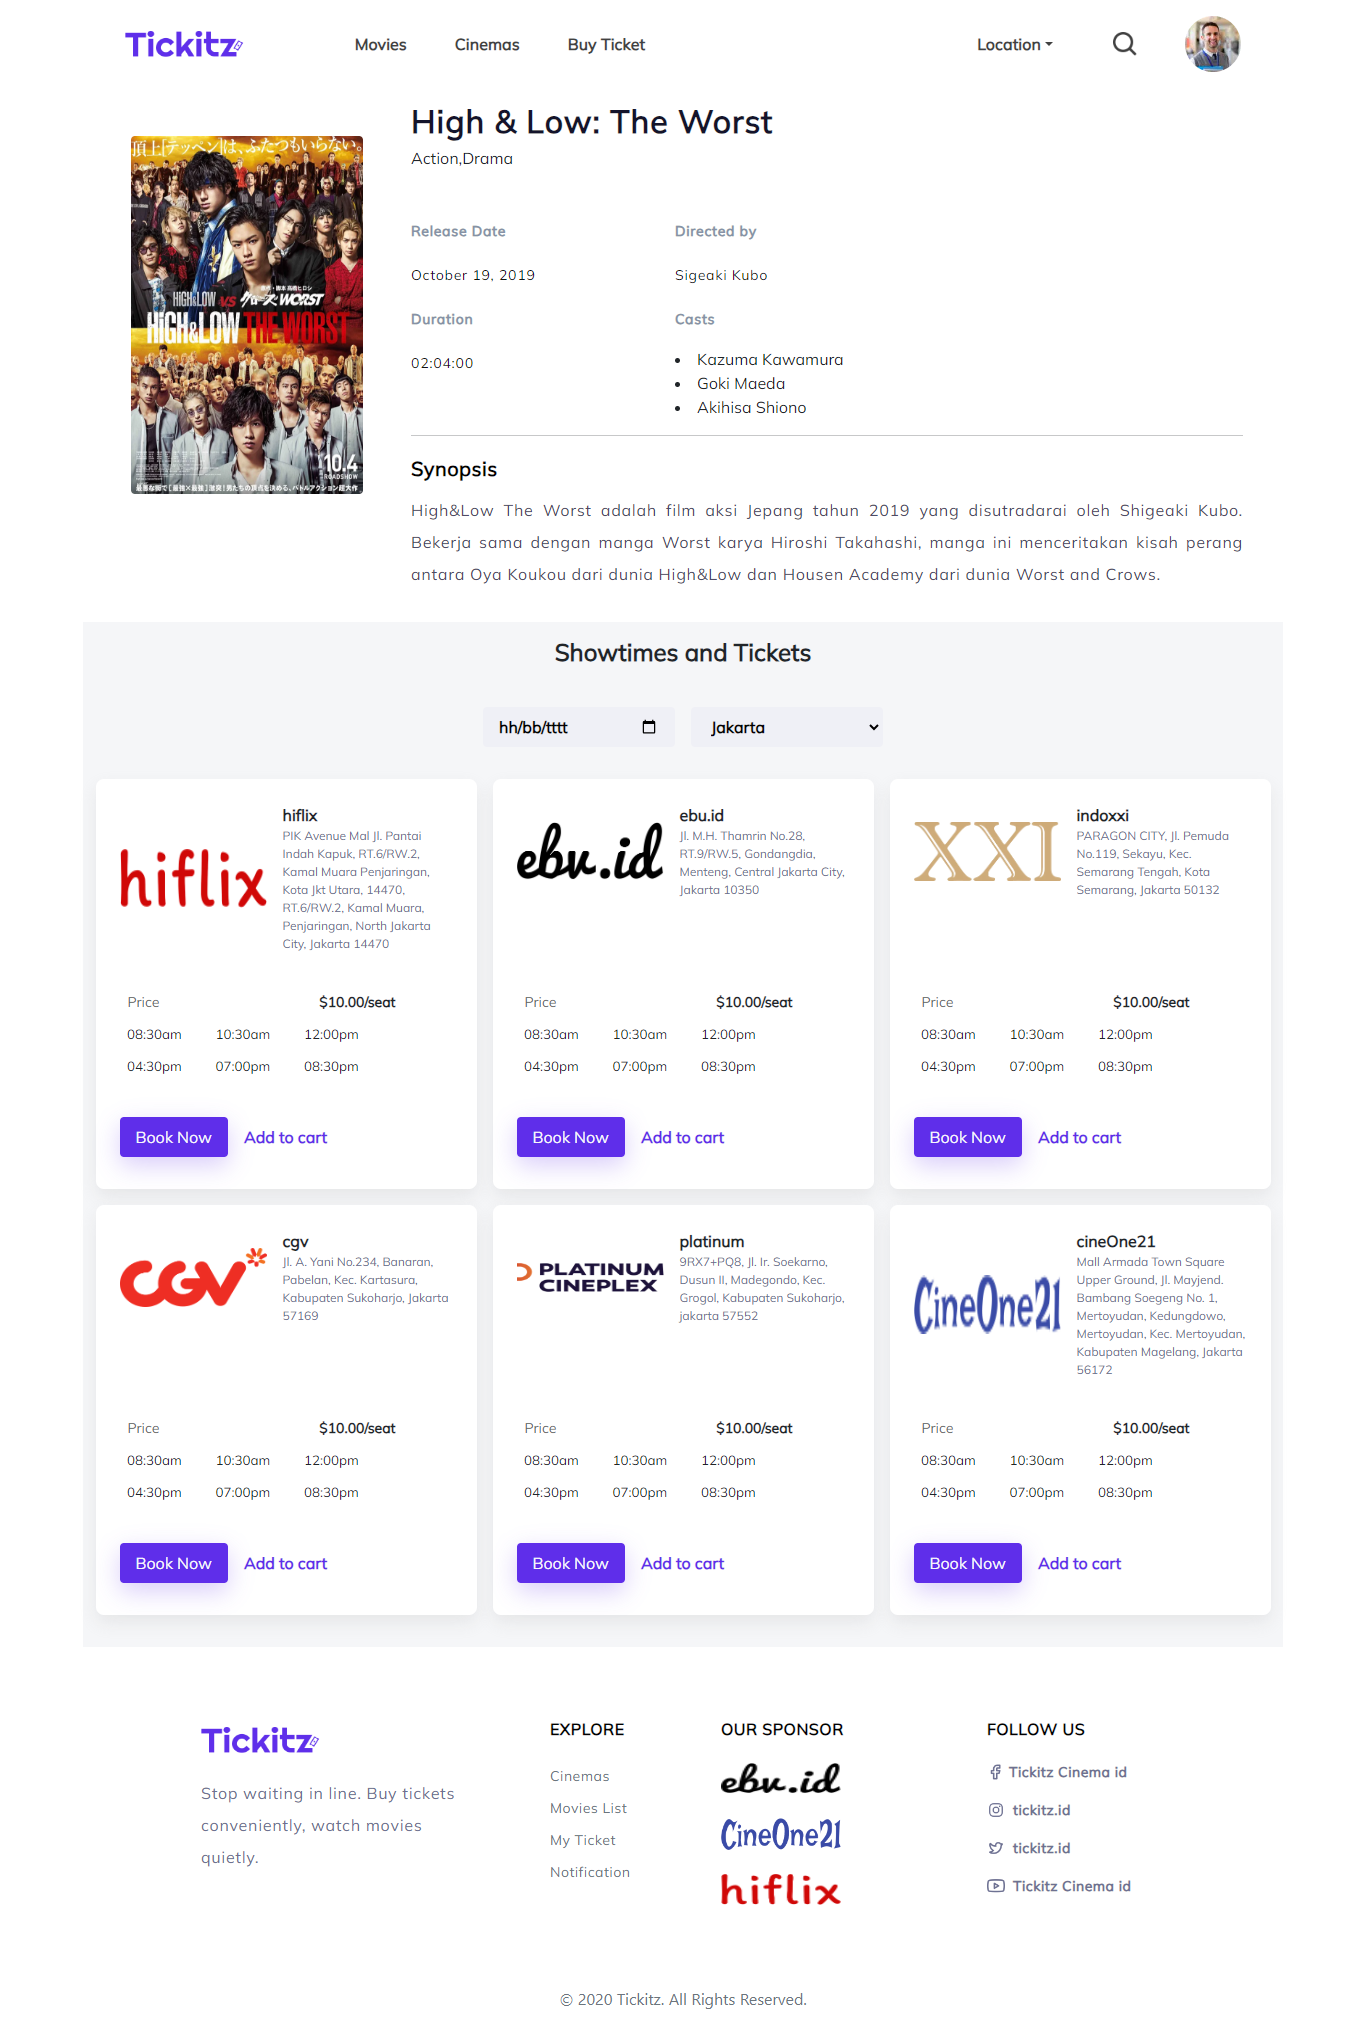 Tickitz
Movies
Cinemas
Buy Ticket
Location
High & Low: The Worst
Action,Drama
頂上[テッペン]は、ふたつもいらない。
HiGH&LOW VS クローズ WORST
HiGH&LOW THE WORST
10.4
ROADSHOW
Release Date
Directed by
October 19, 2019
Sigeaki Kubo
Duration
Casts
02:04:00
Kazuma Kawamura
Goki Maeda
Akihisa Shiono
Synopsis
High&Low The Worst adalah film aksi Jepang tahun 2019 yang disutradarai oleh Shigeaki Kubo.
Bekerja sama dengan manga Worst karya Hiroshi Takahashi, manga ini menceritakan kisah perang
antara Oya Koukou dari dunia High&Low dan Housen Academy dari dunia Worst and Crows.
Showtimes and Tickets
hh/bb/tttt
Jakarta
hiflix
hiflix
PIK Avenue Mal Jl. Pantai
Indah Kapuk, RT.6/RW.2,
Kamal Muara Penjaringan,
Kota Jkt Utara, 14470,
RT.6/RW.2, Kamal Muara,
Penjaringan, North Jakarta
City, Jakarta 14470
Price
$10.00/seat
08:30am 10:30am 12:00pm
04:30pm 07:00pm 08:30pm
Book Now
Add to cart
ebv.id
ebu.id
Jl. M.H. Thamrin No.28,
RT.9/RW.5, Gondangdia,
Menteng, Central Jakarta City,
Jakarta 10350
Price
$10.00/seat
08:30am 10:30am 12:00pm
04:30pm 07:00pm 08:30pm
Book Now
Add to cart
XXI
indoxxi
PARAGON CITY, Jl. Pemuda
No.119, Sekayu, Kec.
Semarang Tengah, Kota
Semarang, Jakarta 50132
Price
$10.00/seat
08:30am 10:30am 12:00pm
04:30pm 07:00pm 08:30pm
Book Now
Add to cart
CGV
cgv
Jl. A. Yani No.234, Banaran,
Pabelan, Kec. Kartasura,
Kabupaten Sukoharjo, Jakarta
57169
Price
$10.00/seat
08:30am 10:30am 12:00pm
04:30pm 07:00pm 08:30pm
Book Now
Add to cart
PLATINUM
CINEPLEX
platinum
9RX7+PQ8, Jl. Ir. Soekarno,
Dusun II, Madegondo, Kec.
Grogol, Kabupaten Sukoharjo,
jakarta 57552
Price
$10.00/seat
08:30am 10:30am 12:00pm
04:30pm 07:00pm 08:30pm
Book Now
Add to cart
CineOne21
cineOne21
Mall Armada Town Square
Upper Ground, Jl. Mayjend.
Bambang Soegeng No. 1,
Mertoyudan, Kedungdowo,
Mertoyudan, Kec. Mertoyudan,
Kabupaten Magelang, Jakarta
56172
Price
$10.00/seat
08:30am 10:30am 12:00pm
04:30pm 07:00pm 08:30pm
Book Now
Add to cart
Tickitz
Stop waiting in line. Buy tickets
conveniently, watch movies
quietly.
EXPLORE
Cinemas
Movies List
My Ticket
Notification
OUR SPONSOR
ebv.id
CineOne21
hiflix
FOLLOW US
Tickitz Cinema id
tickitz.id
tickitz.id
Tickitz Cinema id
© 2020 Tickitz. All Rights Reserved.